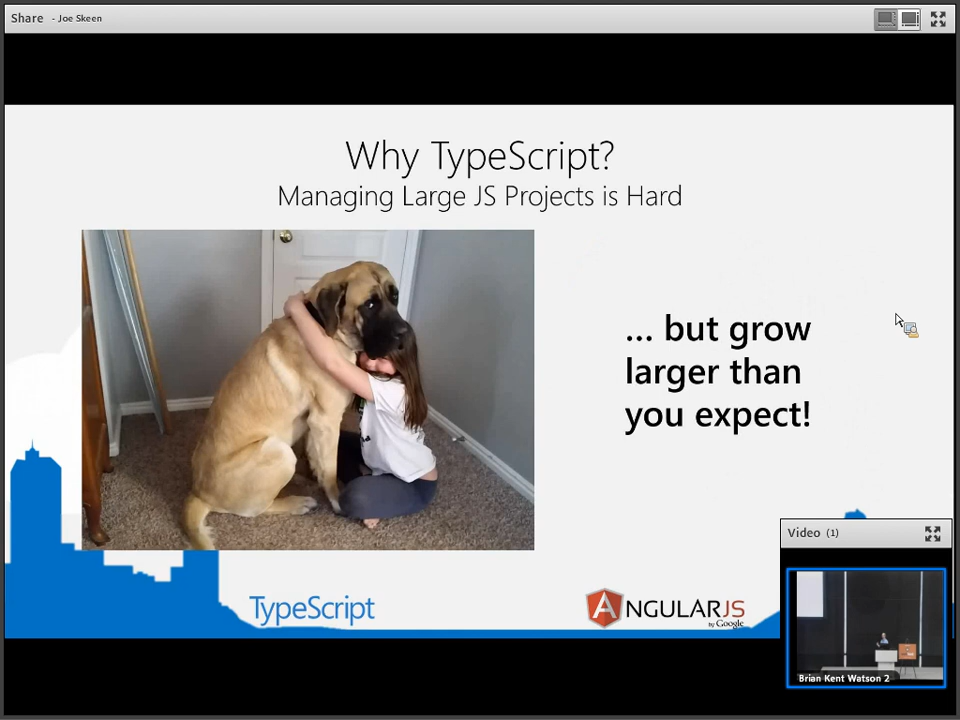 Share - Joe Skeen
Why TypeScript?
Managing Large JS Projects is Hard
... but grow
larger than
you expect!
Video (1)
TypeScript
ANGULARJS
by Google
Brian Kent Watson 2